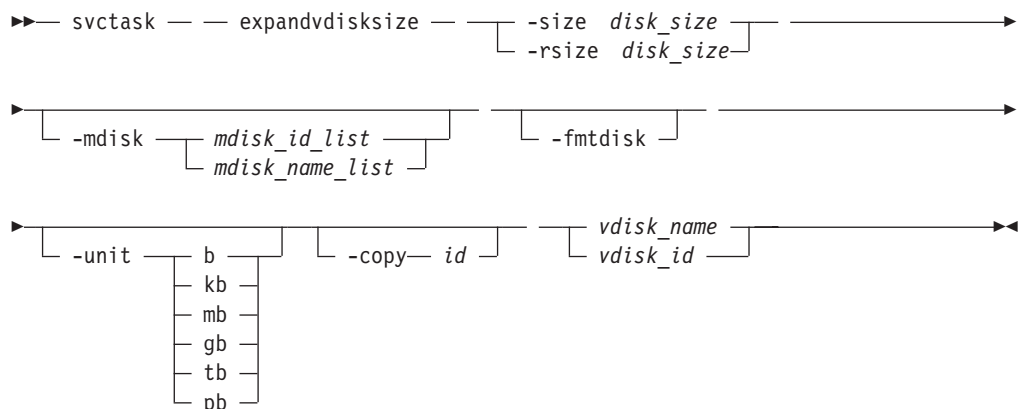 svctask expandvdisksize -size disk_size
-rsize disk_size
-mdisk mdisk_id_list -fmtdisk
mdisk_name_list
vdisk_name
-unit b -copy id vdisk_id
kb
mb
gb
tb
pb